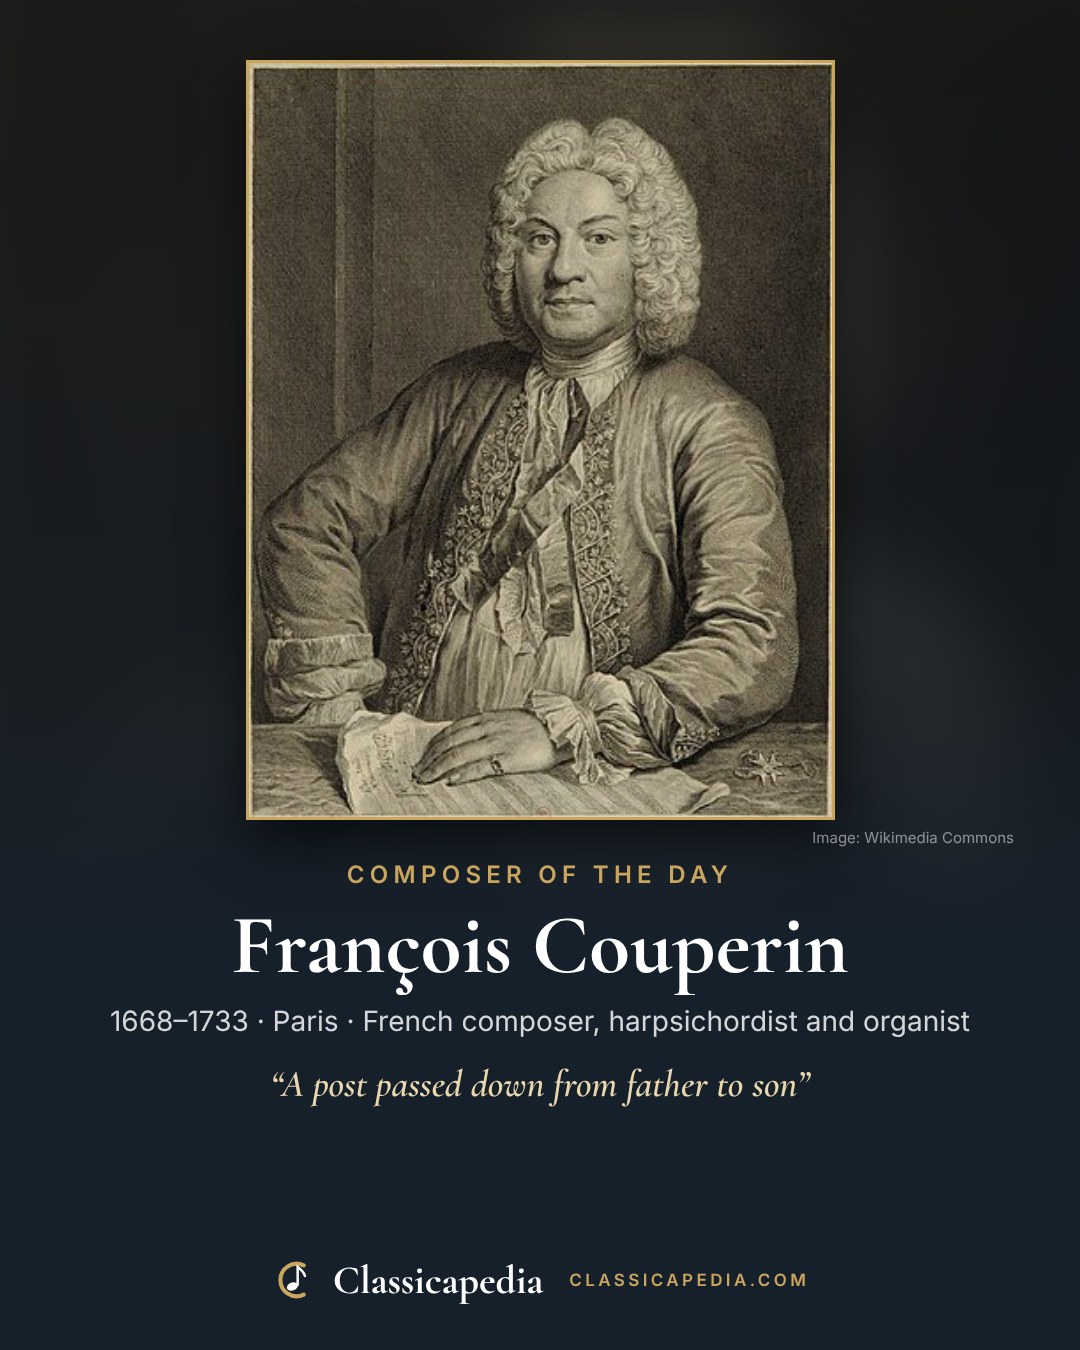 Image: Wikimedia Commons
COMPOSER OF THE DAY
François Couperin
1668–1733 · Paris · French composer, harpsichordist and organist
“A post passed down from father to son”
Classicapedia CLASSICAPEDIA.COM